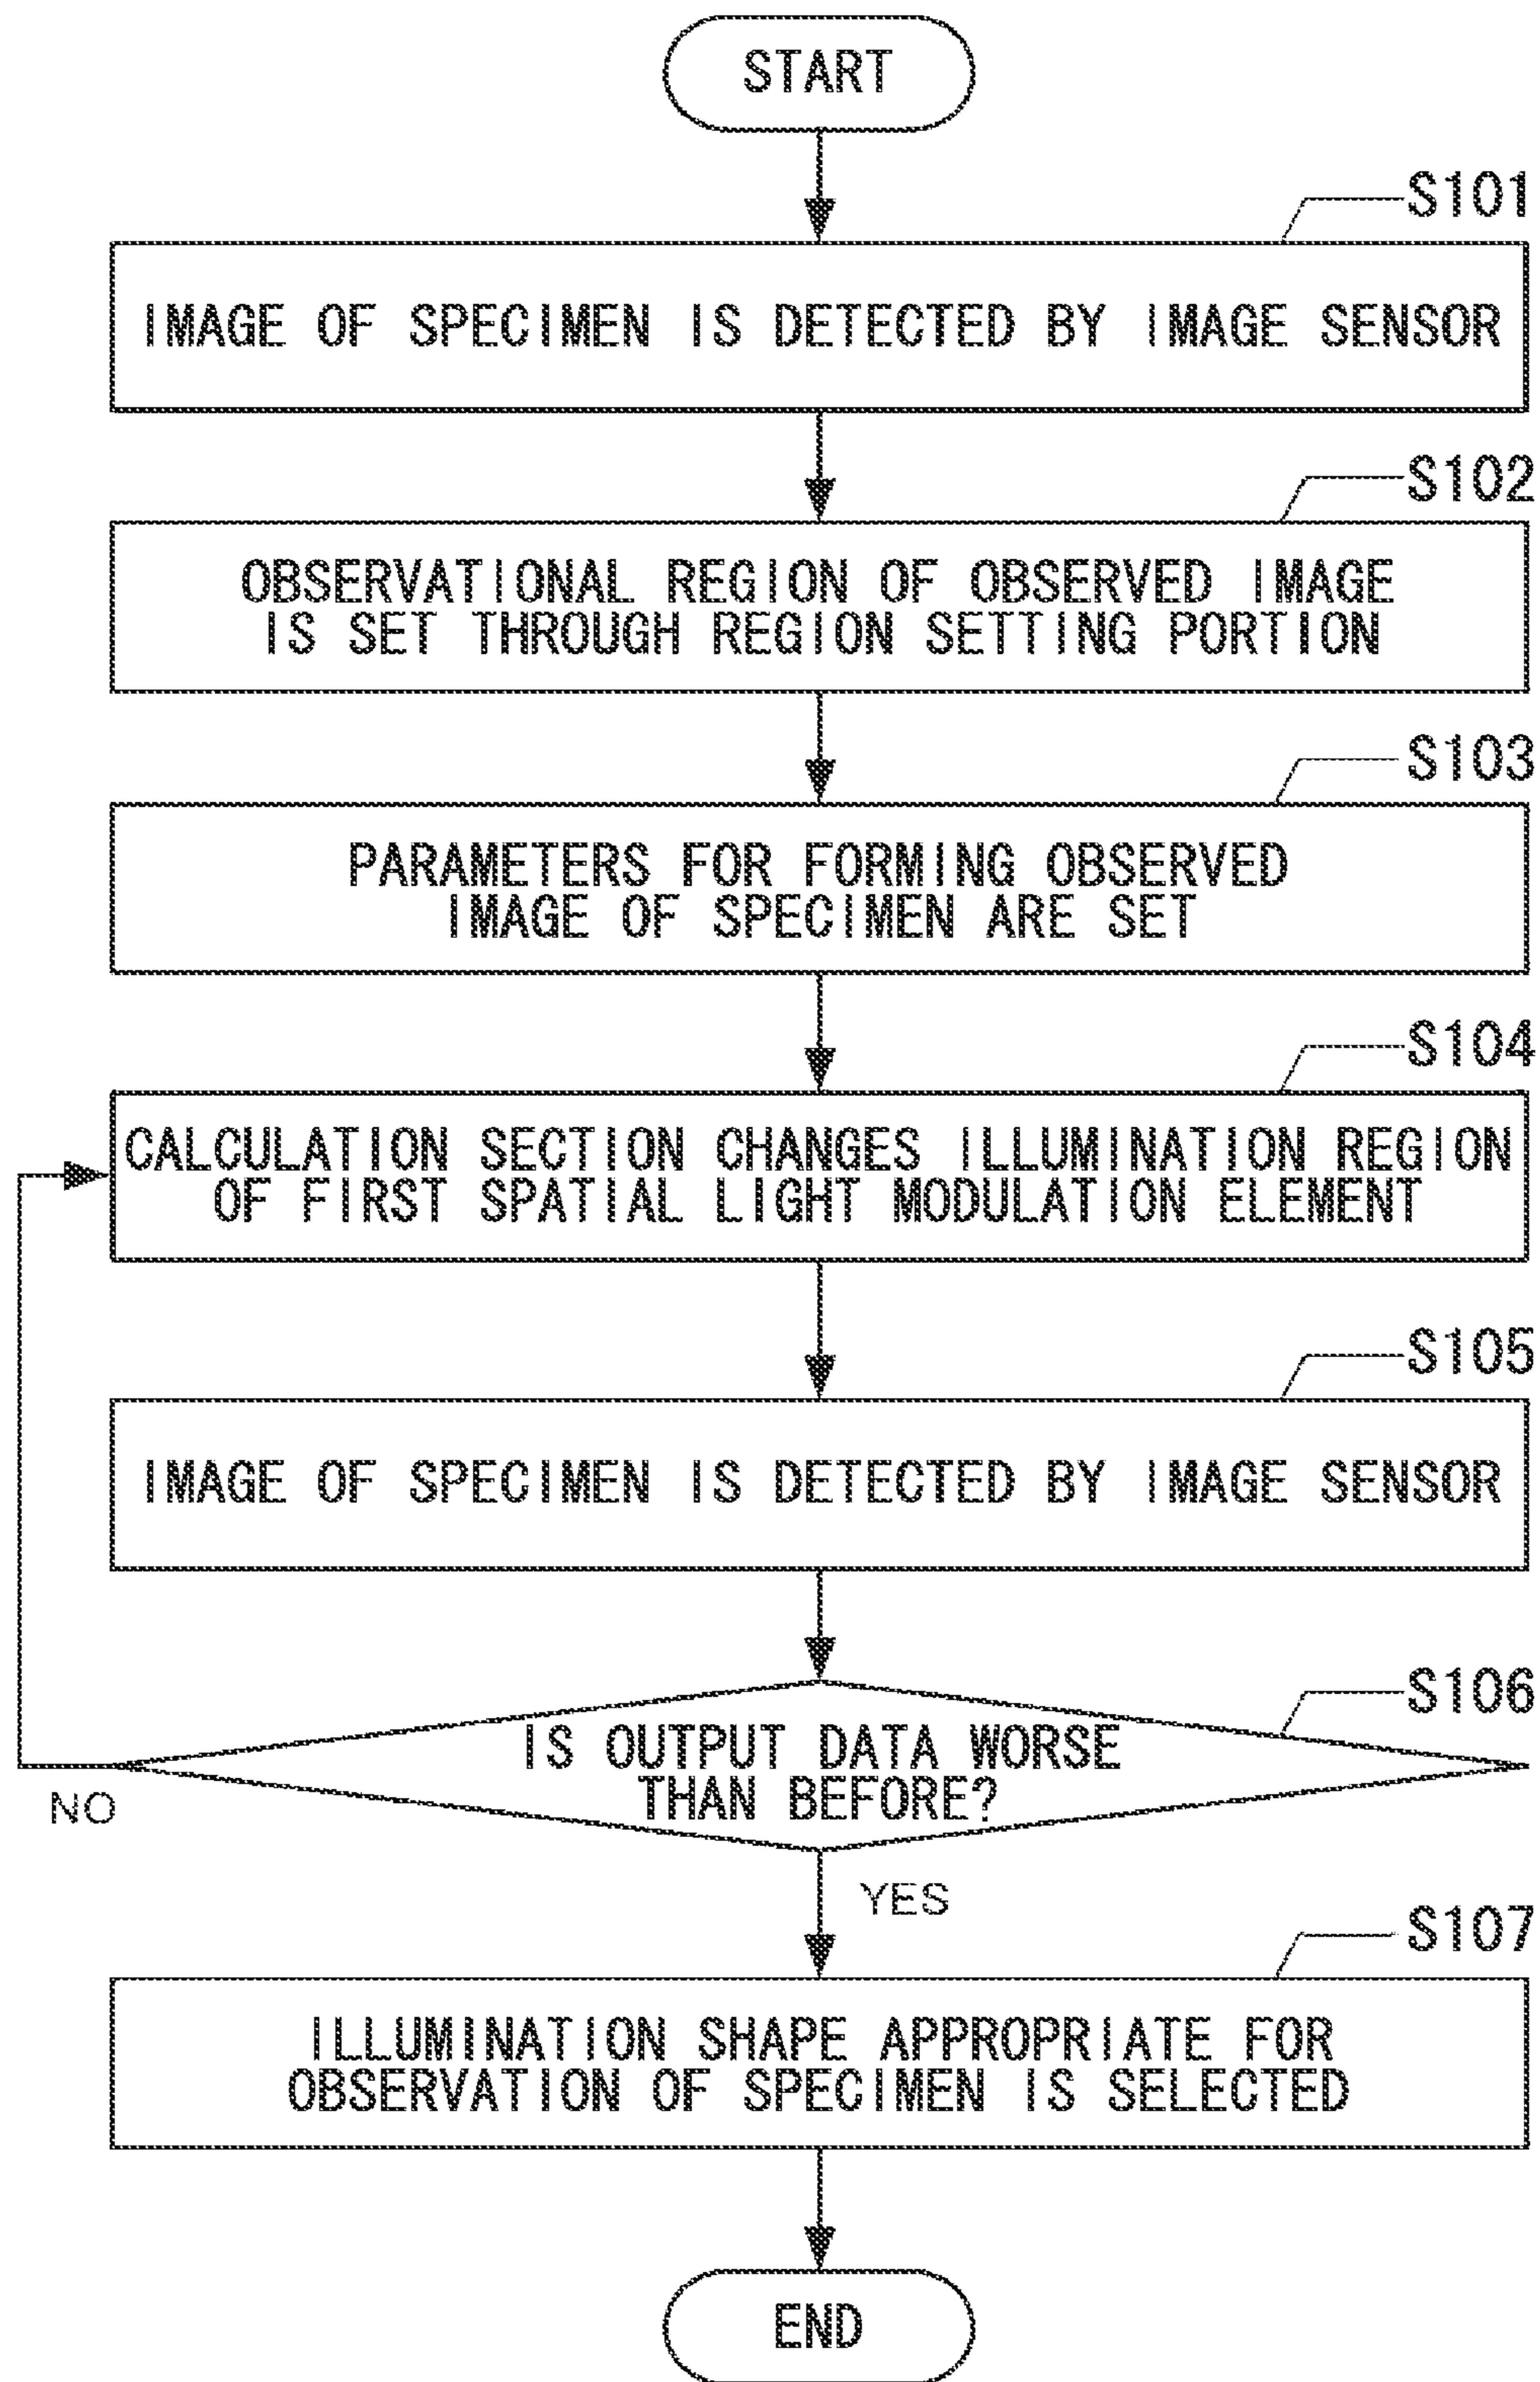 START
S101
IMAGE OF SPECIMEN IS DETECTED BY IMAGE SENSOR
S102
OBSERVATIONAL REGION OF OBSERVED IMAGE
IS SET THROUGH REGION SETTING PORTION
S103
PARAMETERS FOR FORMING OBSERVED
IMAGE OF SPECIMEN ARE SET
S104
CALCULATION SECTION CHANGES ILLUMINATION REGION
OF FIRST SPATIAL LIGHT MODULATION ELEMENT
S105
IMAGE OF SPECIMEN IS DETECTED BY IMAGE SENSOR
S106
IS OUTPUT DATA WORSE
THAN BEFORE?
NO
YES
S107
ILLUMINATION SHAPE APPROPRIATE FOR
OBSERVATION OF SPECIMEN IS SELECTED
END